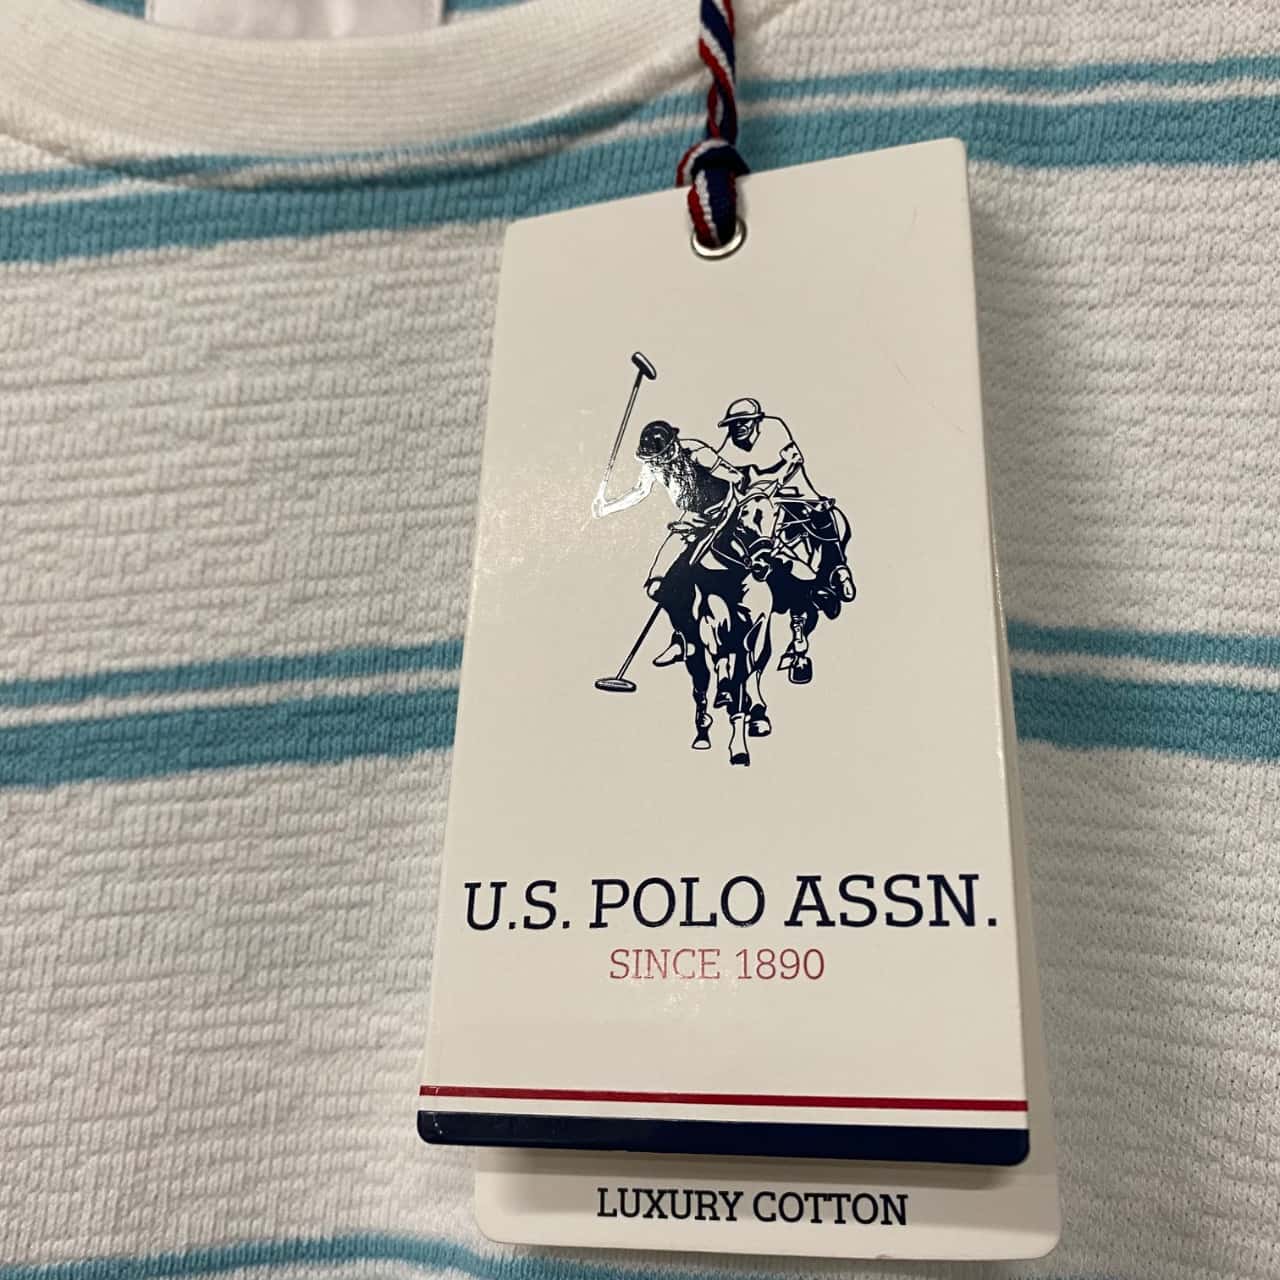 U.S. POLO ASSN.
SINCE 1890
LUXURY COTTON